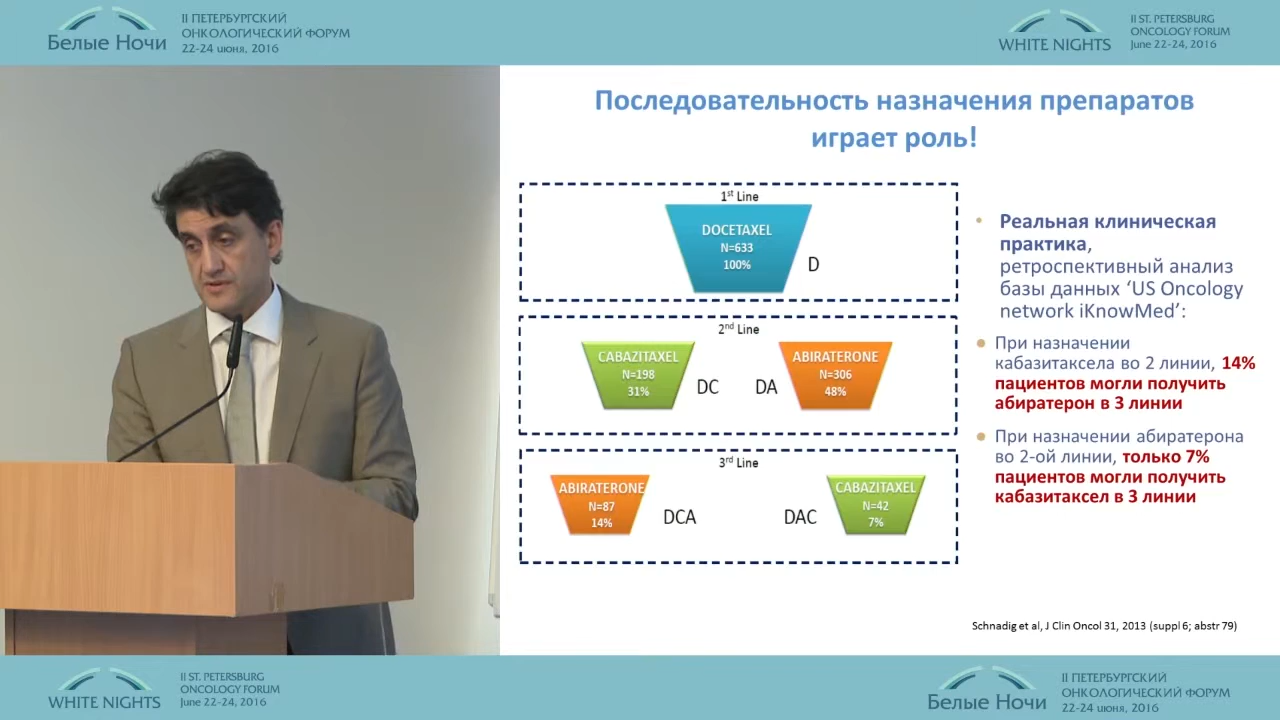 Белые Ночи
II ПЕТЕРБУРГСКИЙ
ОНКОЛОГИЧЕСКИЙ ФОРУМ
22-24 июня, 2016
WHITE NIGHTS
II ST. PETERSBURG
ONCOLOGY FORUM
June 22-24, 2016
Последовательность назначения препаратов
играет роль!
1st Line
DOCETAXEL
N=633
100%
D
2nd Line
CABAZITAXEL
N=198
31%
DC
DA
ABIRATERONE
N=306
48%
3rd Line
ABIRATERONE
N=87
14%
DCA
DAC
CABAZITAXEL
N=42
7%
• Реальная клиническая
практика,
ретроспективный анализ
базы данных ‘US Oncology
network iKnowMed’:
• При назначении
кабазитаксела во 2 линии, 14%
пациентов могли получить
абиратерон в 3 линии
• При назначении абиратерона
во 2-ой линии, только 7%
пациентов могли получить
кабазитаксел в 3 линии
Schnadig et al, J Clin Oncol 31, 2013 (suppl 6; abstr 79)
WHITE NIGHTS
II ST. PETERSBURG
ONCOLOGY FORUM
June 22-24, 2016
Белые Ночи
II ПЕТЕРБУРГСКИЙ
ОНКОЛОГИЧЕСКИЙ ФОРУМ
22-24 июня, 2016